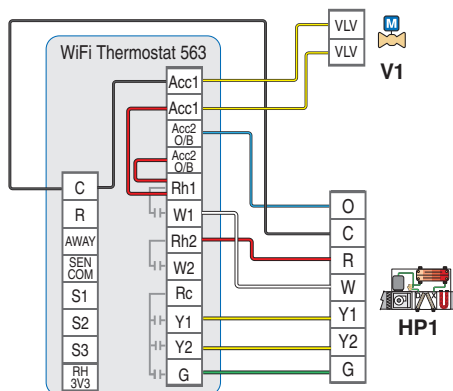 WiFi Thermostat 563
C
R
AWAY
SEN
COM
S1
S2
S3
RH
3V3
Acc1
Acc1
Acc2
O/B
Acc2
O/B
Rh1
W1
Rh2
W2
Rc
Y1
Y2
G
VLV
VLV
M
V1
O
C
R
W
Y1
Y2
G
HP1